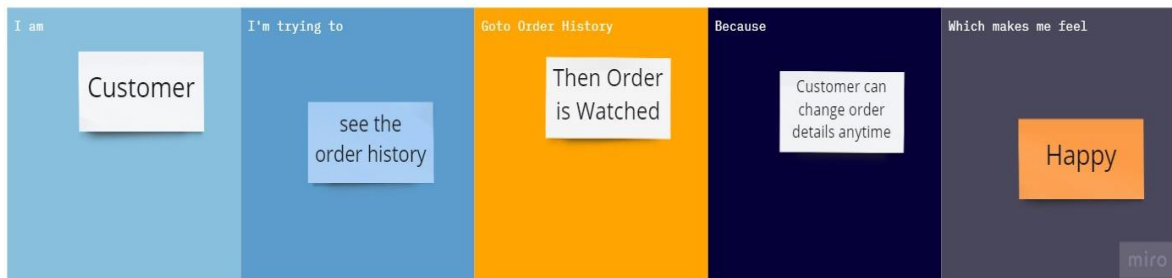 I am
Customer
I'm trying to
see the
order history
Goto Order History
Then Order
is Watched
Because
Customer can
change order
details anytime
Which makes me feel
Happy
miro